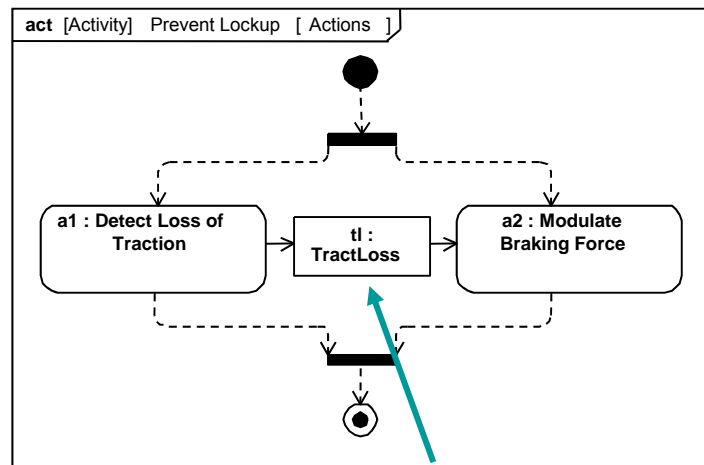 act [Activity] Prevent Lockup [ Actions ]
a1 : Detect Loss of
Traction
tl :
TractLoss
a2 : Modulate
Braking Force